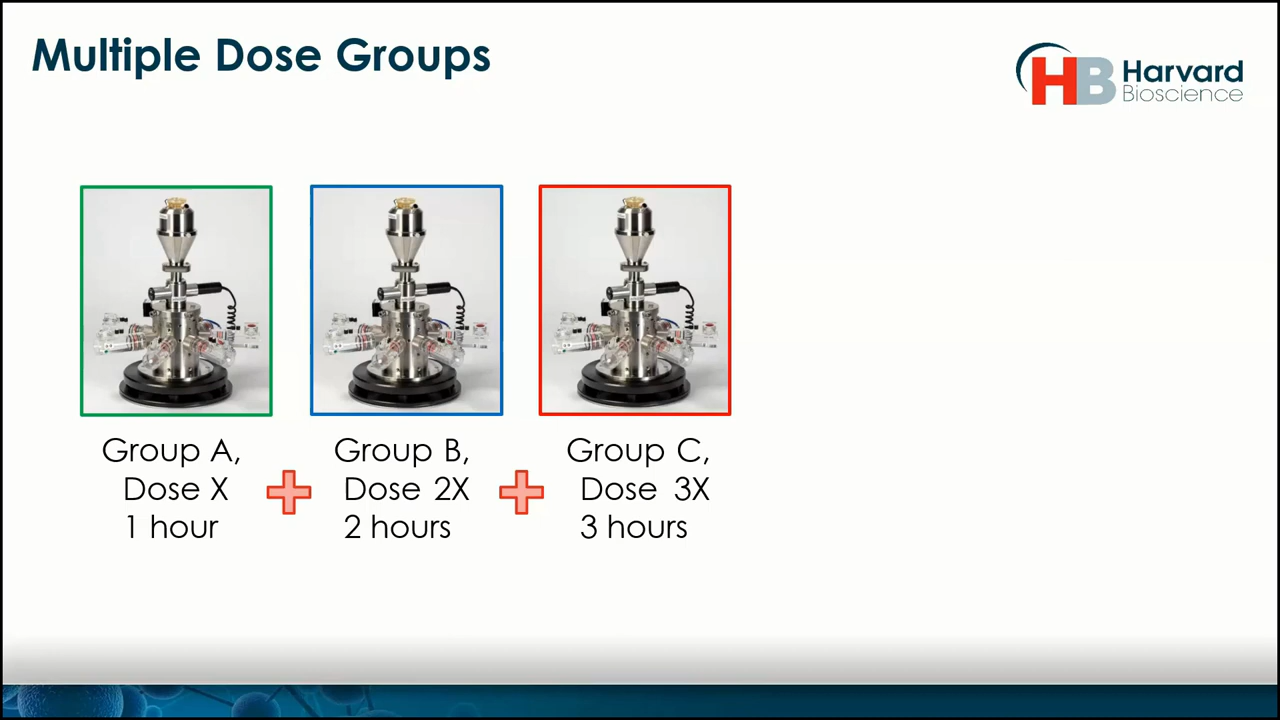 Multiple Dose Groups
HB Harvard
Bioscience
Group A,
Dose X
1 hour
Group B,
Dose 2X
2 hours
Group C,
Dose 3X
3 hours